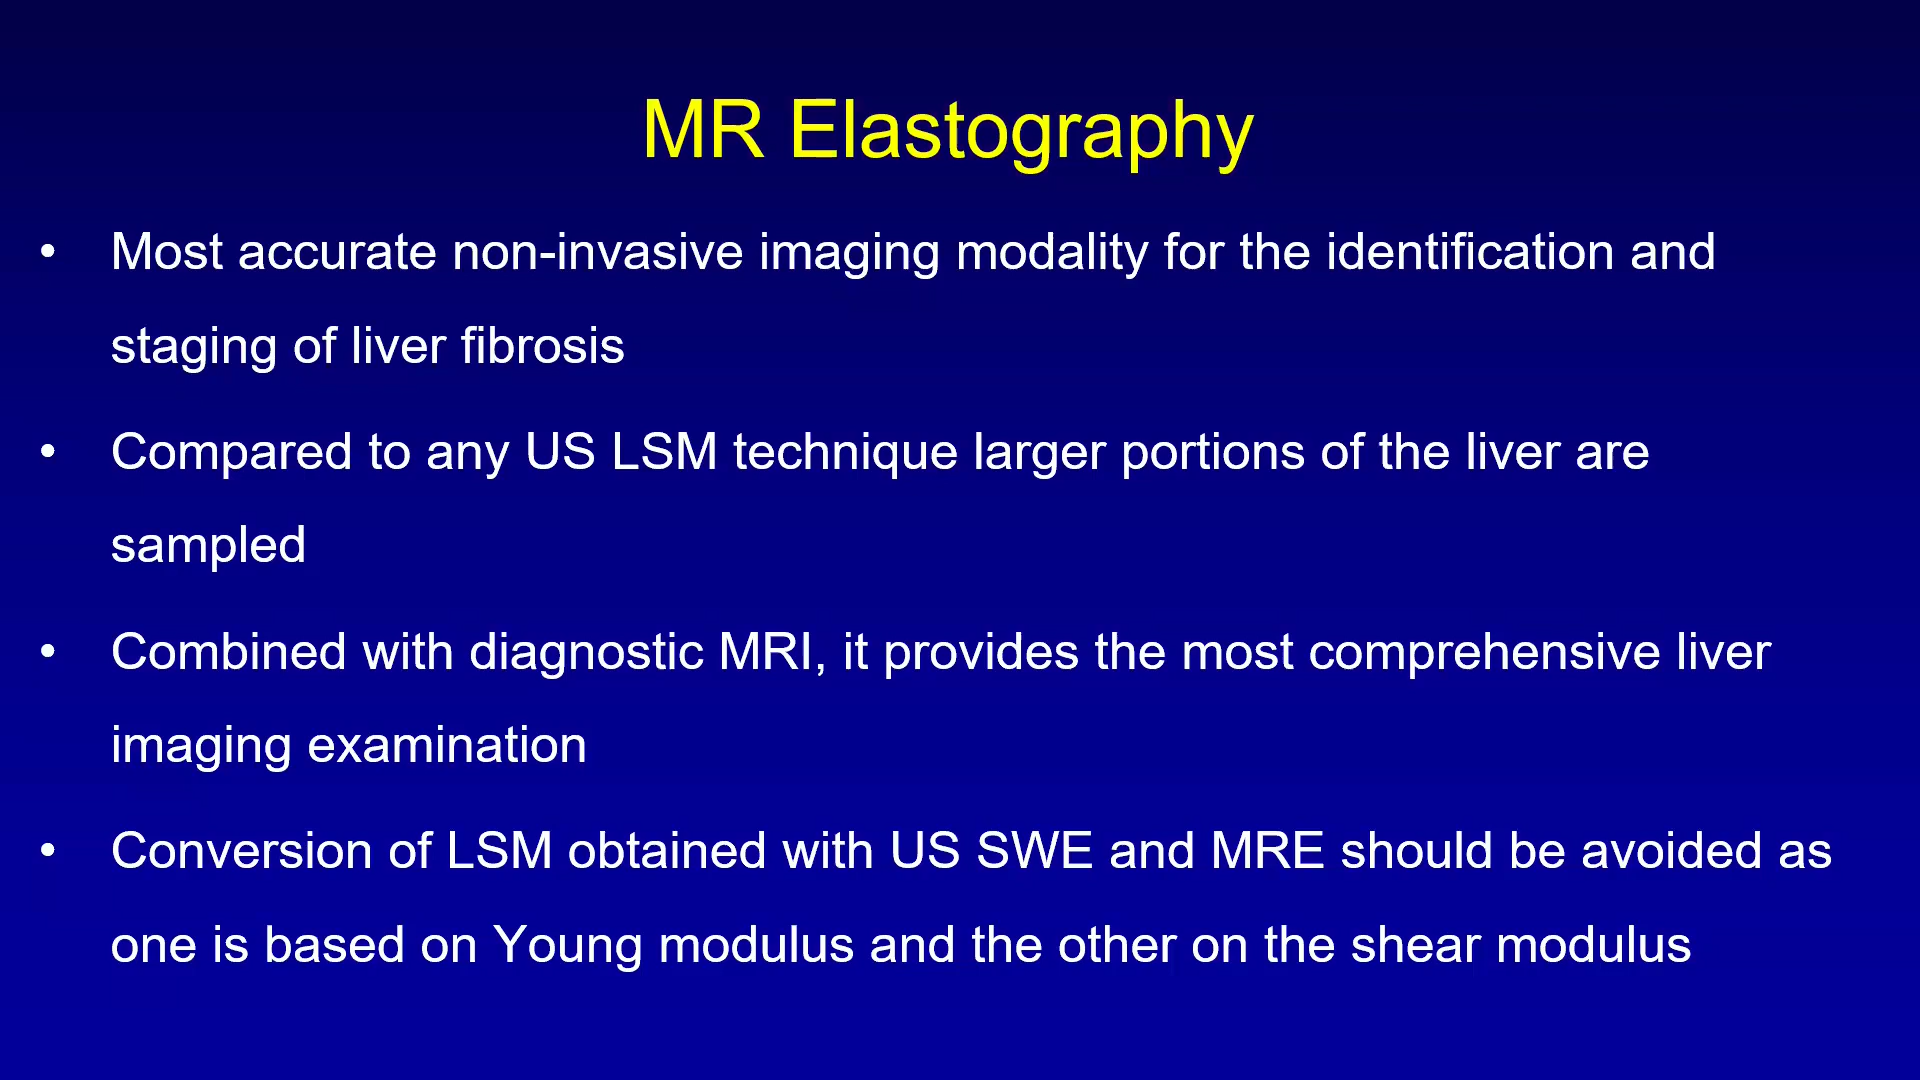 MR Elastography
• Most accurate non-invasive imaging modality for the identification and
staging of liver fibrosis
• Compared to any US LSM technique larger portions of the liver are
sampled
• Combined with diagnostic MRI, it provides the most comprehensive liver
imaging examination
• Conversion of LSM obtained with US SWE and MRE should be avoided as
one is based on Young modulus and the other on the shear modulus